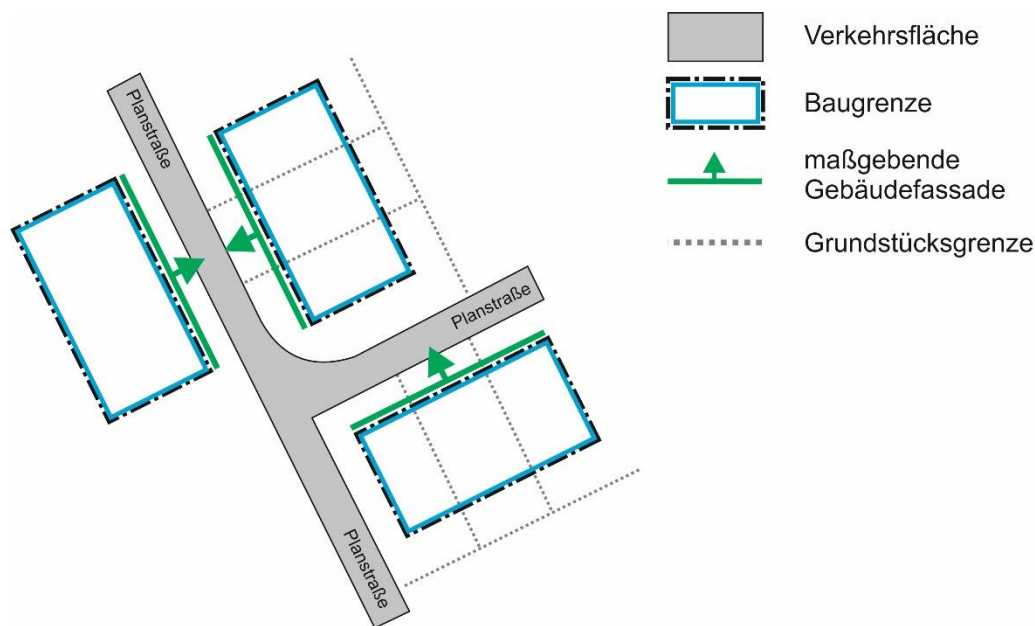 Planstraße
Planstraße
Planstraße
Verkehrsfläche
Baugrenze
maßgebende
Gebäudefassade
Grundstücksgrenze